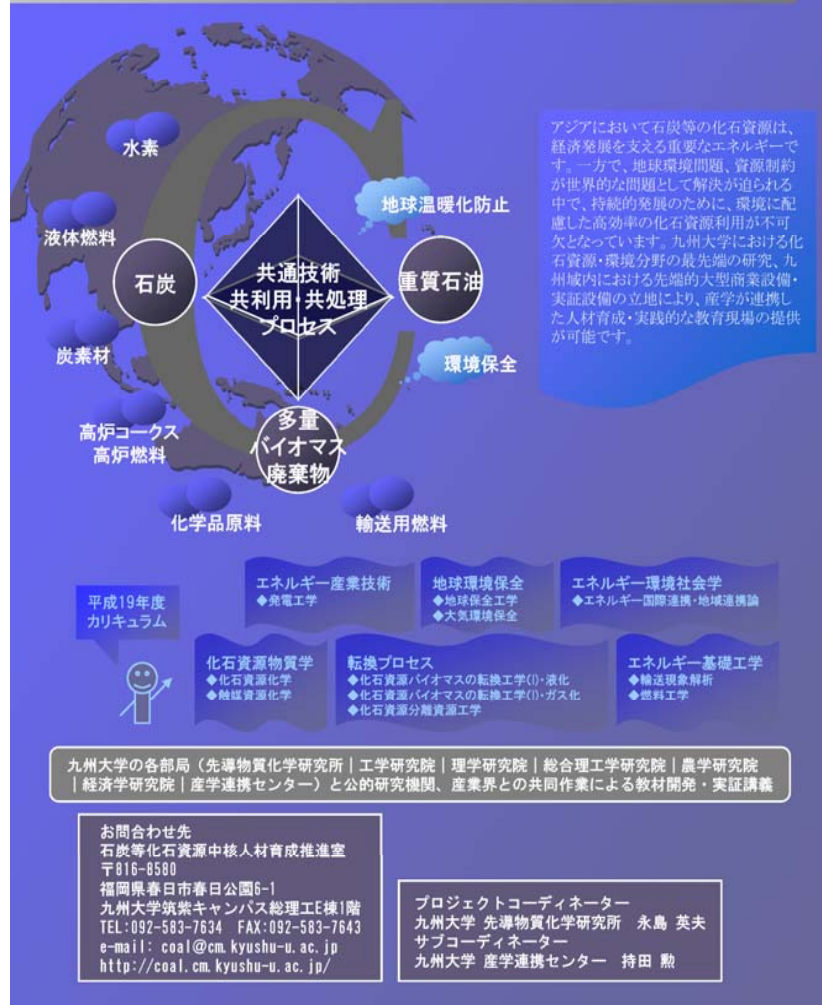 水素
液体燃料
石炭
炭素材
高炉コークス
高炉燃料
化学品原料
輸送用燃料
共通技術
共利用・共処理
プロセス
多量
バイオマス
廃棄物
地球温暖化防止
重質石油
環境保全
アジアにおいて石炭等の化石資源は、
経済発展を支える重要なエネルギーで
す。一方で、地球環境問題、資源制約
が世界的な問題として解決が迫られる
中で、持続的発展のために、環境に配
慮した高効率の化石資源利用が不可
欠となっています。九州大学における化
石資源・環境分野の最先端の研究、九
州域内における先端的大型商業設備・
実証設備の立地により、産学が連携し
た人材育成・実践的な教育現場の提供
が可能です。
平成19年度
カリキュラム
エネルギー産業技術
◆発電工学
地球環境保全
◆地球保全工学
◆大気環境保全
エネルギー環境社会学
◆エネルギー国際連携・地域連携論
化石資源物質学
◆化石資源化学
◆触媒資源化学
転換プロセス
◆化石資源バイオマスの転換工学(I)・液化
◆化石資源バイオマスの転換工学(I)・ガス化
◆化石資源分離資源工学
エネルギー基礎工学
◆輸送現象解析
◆燃料工学
九州大学の各部局（先導物質化学研究所｜工学研究院｜理学研究院｜総合理工学研究院｜農学研究院
｜経済学研究院｜産学連携センター）と公的研究機関、産業界との共同作業による教材開発・実証講義
お問合わせ先
石炭等化石資源中核人材育成推進室
〒816-8580
福岡県春日市春日公園6-1
九州大学筑紫キャンパス総理工E棟1階
TEL:092-583-7634 FAX:092-583-7643
e-mail: coal@cm.kyushu-u.ac.jp
http://coal.cm.kyushu-u.ac.jp/
プロジェクトコーディネーター
九州大学 先導物質化学研究所 永島 英夫
サブコーディネーター
九州大学 産学連携センター 持田 勲